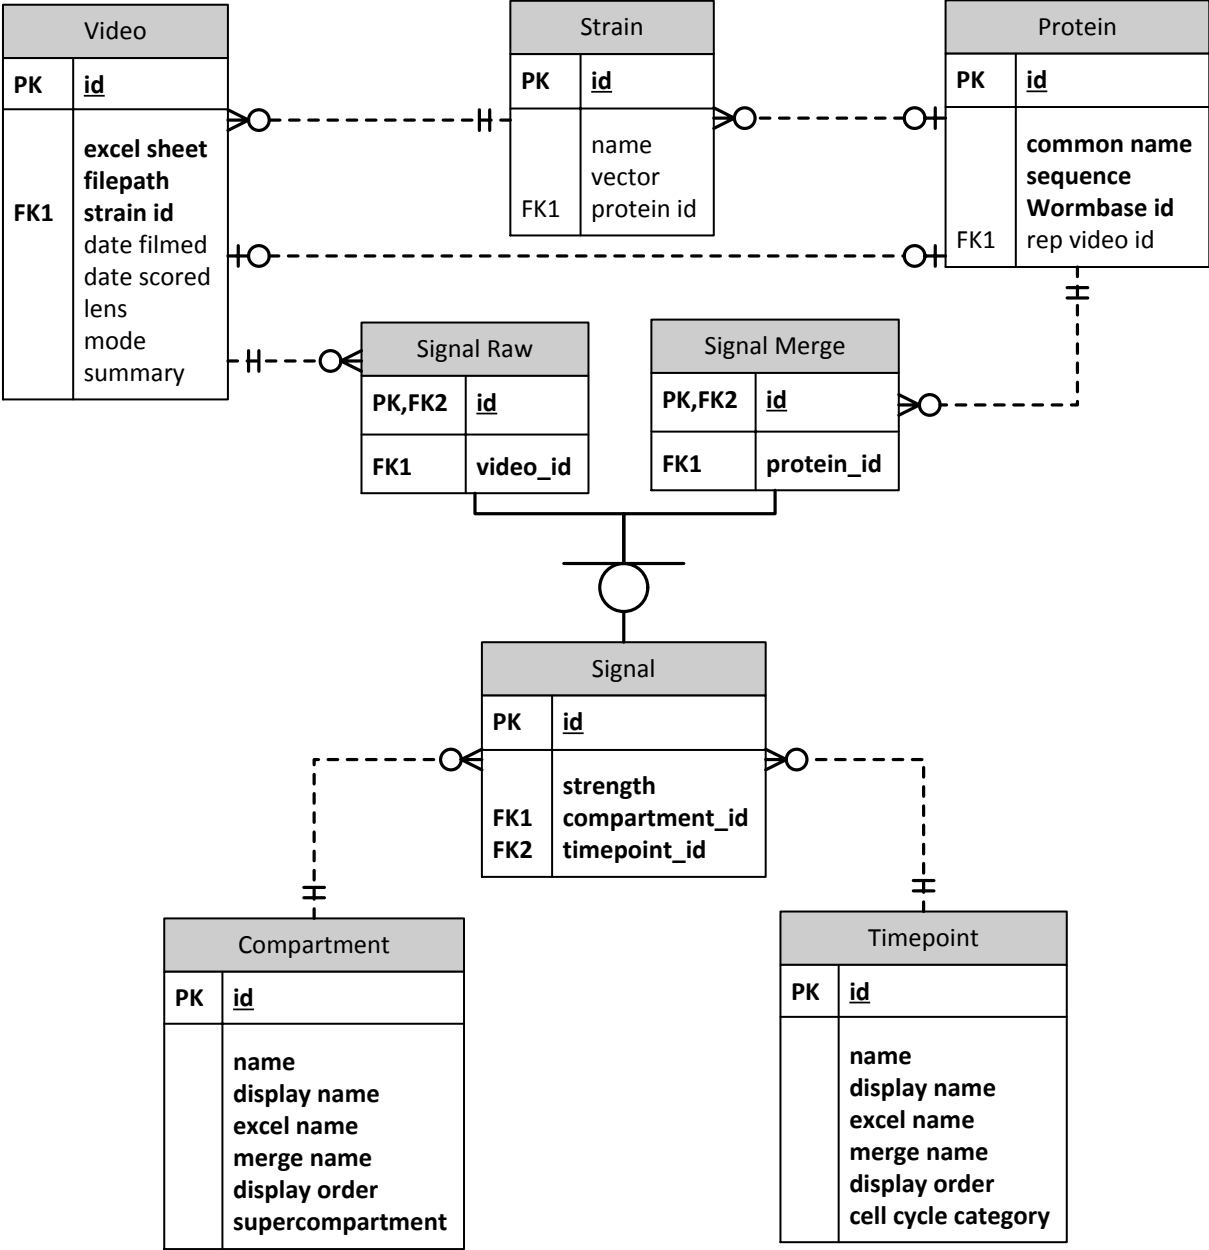 Video
PK id
excel sheet
filepath
FK1 strain id
date filmed
date scored
lens
mode
summary
Strain
PK id
name
vector
FK1 protein id
Protein
PK id
common name
sequence
Wormbase id
FK1 rep video id
Signal Raw
PK,FK2 id
FK1 video_id
Signal Merge
PK,FK2 id
FK1 protein_id
Signal
PK id
strength
FK1 compartment_id
FK2 timepoint_id
Compartment
PK id
name
display name
excel name
merge name
display order
supercompartment
Timepoint
PK id
name
display name
excel name
merge name
display order
cell cycle category